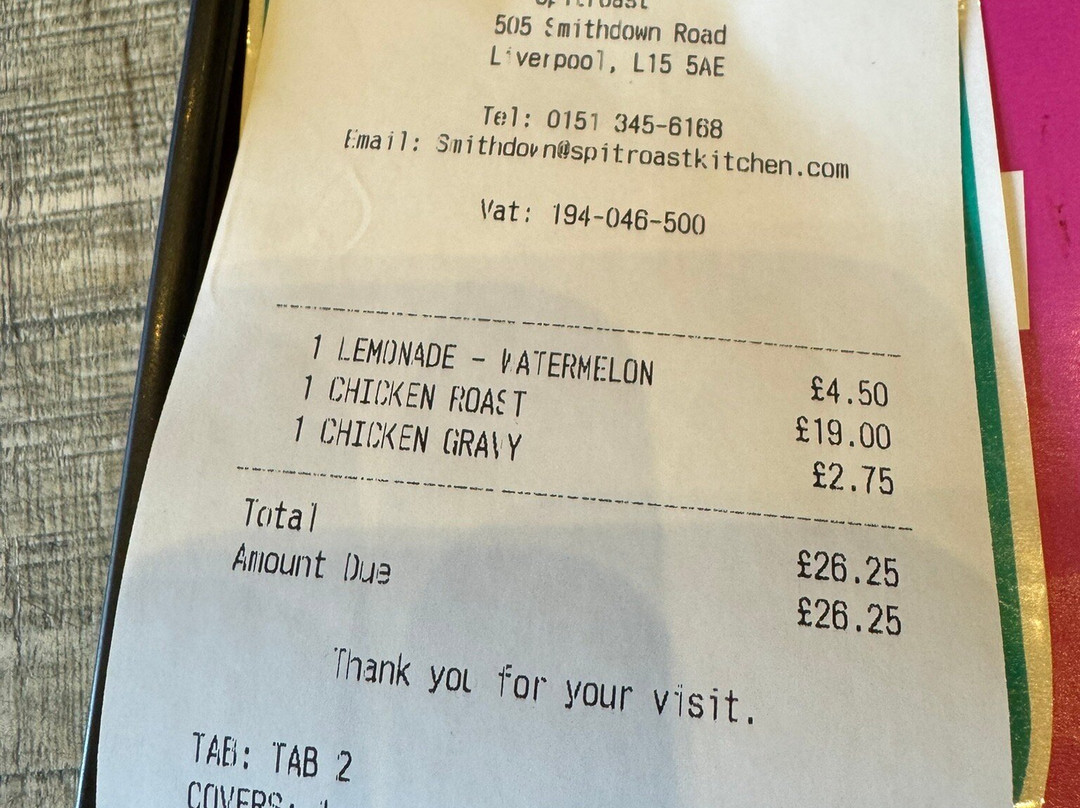 Spitroast
505 Smithdown Road
Liverpool, L15 5AE
Tel: 0151 345-6168
Email: Smithdown@spitroastkitchen.com
Vat: 194-046-500
1 LEMONADE - WATERMELON £4.50
1 CHICKEN ROAST £19.00
1 CHICKEN GRAVY £2.75
Total £26.25
Amount Due £26.25
Thank you for your visit.
TAB: TAB 2
COVERS: